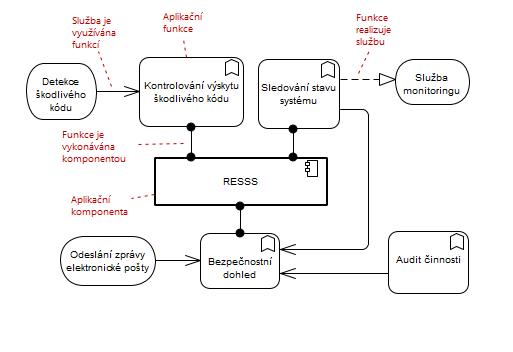 Služba je
využívána
funkcí
Aplikační
funkce
Funkce
realizuje
službu
Detekce
škodlivého
kódu
Kontrolování výskytu
škodlivého kódu
Sledování stavu
systému
Služba
monitoringu
Funkce je
vykonávána
komponentou
RESSS
Aplikační
komponenta
Odeslání zprávy
elektronické pošty
Bezpečnostní
dohled
Audit činnosti